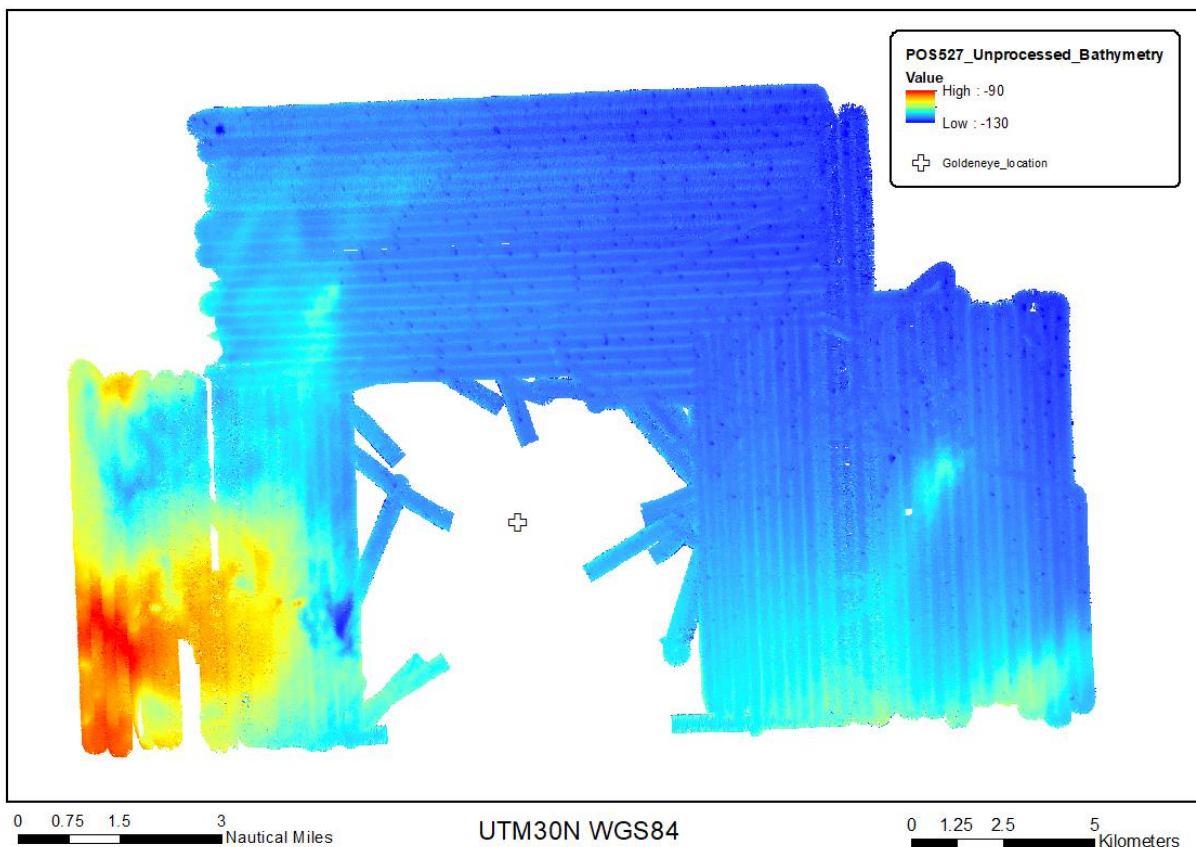 POS527_Unprocessed_Bathymetry
Value
High : -90
Low : -130
Goldeneye_location
0 0.75 1.5 3
Nautical Miles
UTM30N WGS84
0 1.25 2.5 5
Kilometers